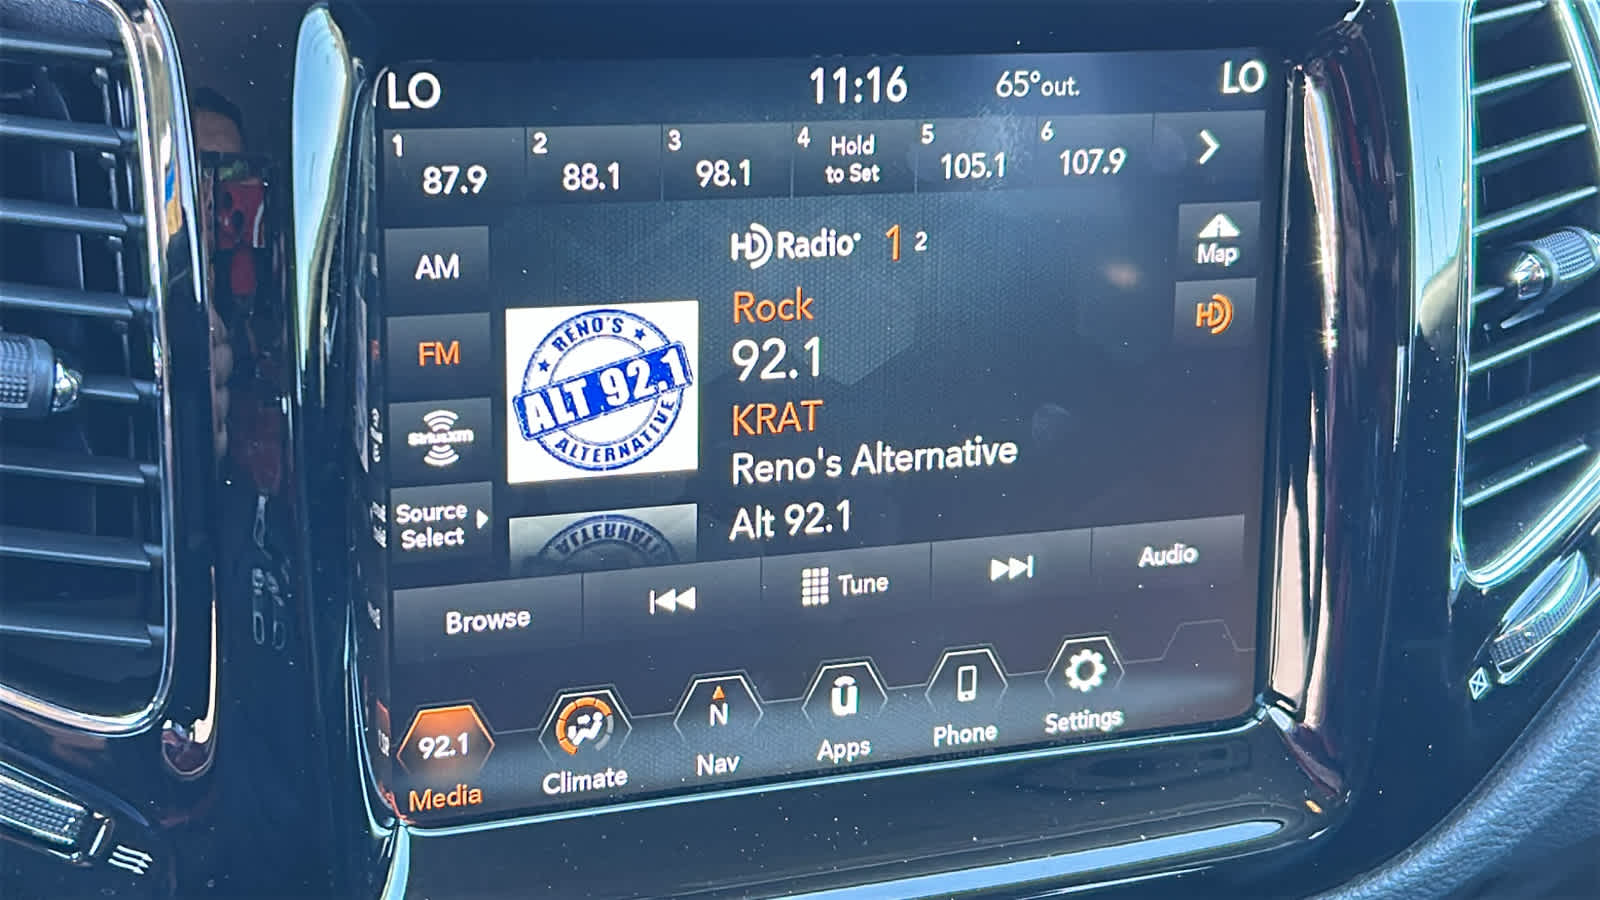 LO 11:16 65°out. LO
1 87.9 2 88.1 3 98.1 4 Hold to Set 5 105.1 6 107.9
AM
FM
SiriusXM
Source
Select
HD Radio 1 2
Map
HD
RENO'S
ALT 92.1
ALTERNATIVE
Rock
92.1
KRAT
Reno's Alternative
Alt 92.1
Browse Tune Audio
92.1 N
Media Climate Nav Apps Phone Settings